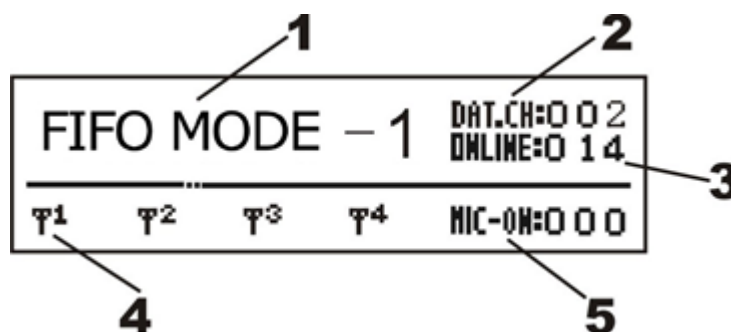 1 2
FIFO MODE - 1 DAT.CH:002
ONLINE:014
3
Ψ1 Ψ2 Ψ3 Ψ4 MIC-ON:000
4 5